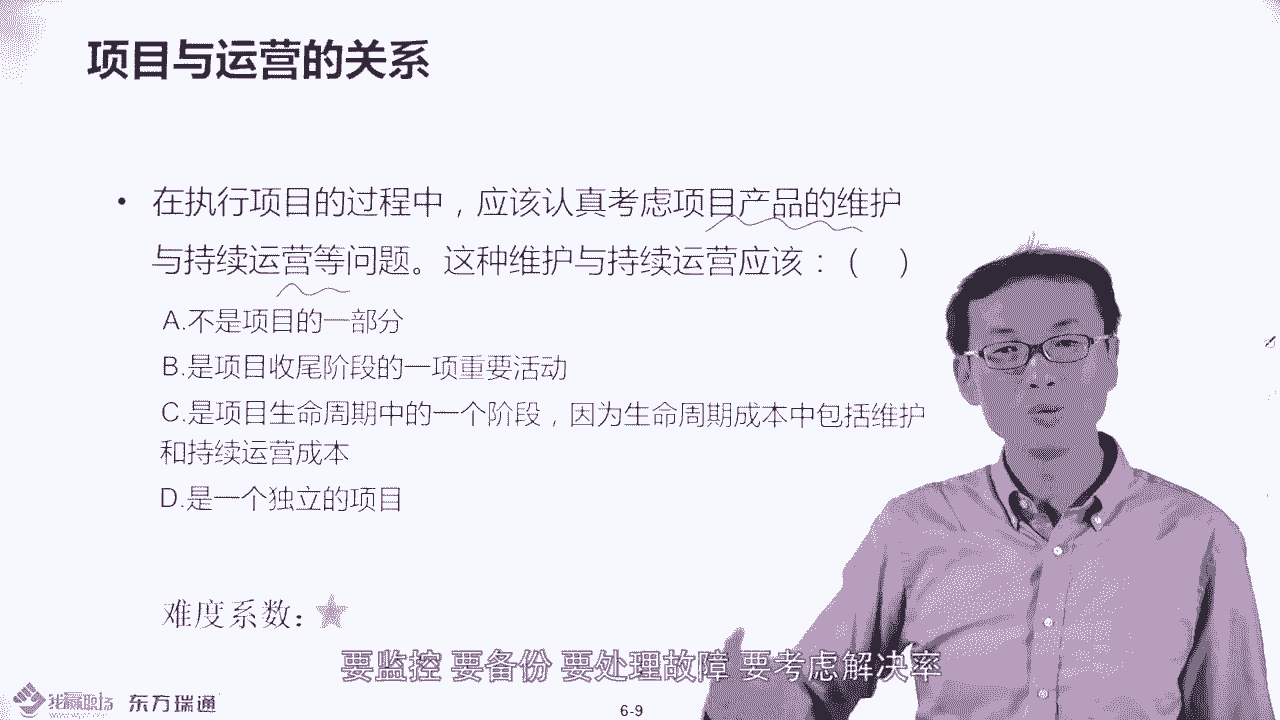 项目与运营的关系
• 在执行项目的过程中，应该认真考虑项目产品的维护
与持续运营等问题。这种维护与持续运营应该：（ ）
A.不是项目的一部分
B.是项目收尾阶段的一项重要活动
C.是项目生命周期中的一个阶段，因为生命周期成本中包括维护
和持续运营成本
D.是一个独立的项目
难度系数：★
要监控 要备份 要处理故障 要考虑解决率
东方瑞通
6-9